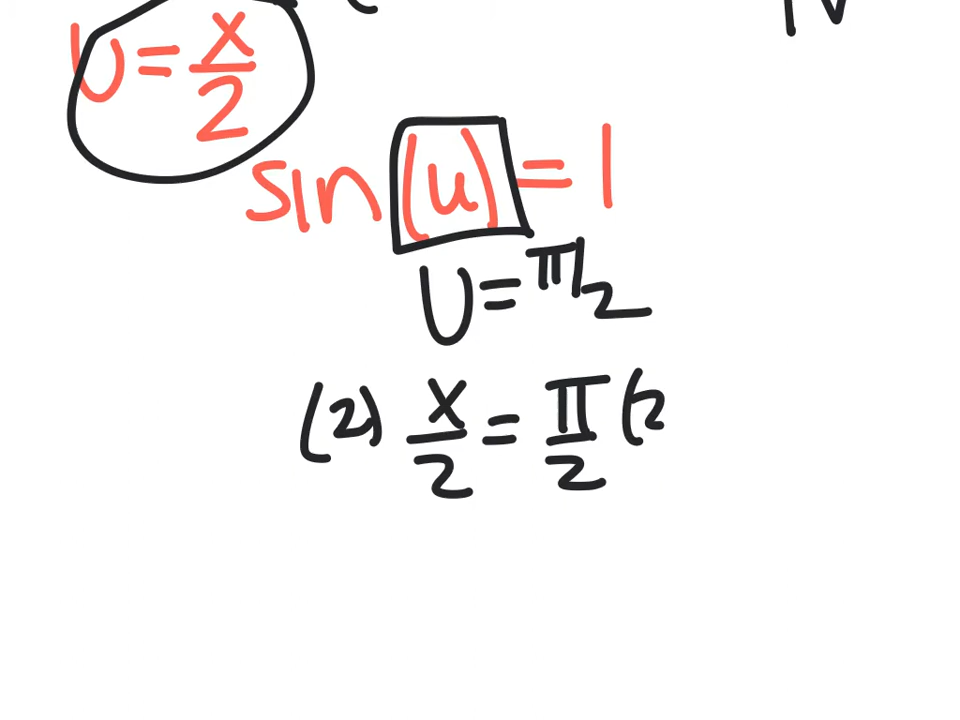 U = x/2
sin (u) = 1
U = π/2
(2) x/2 = π/2 (2